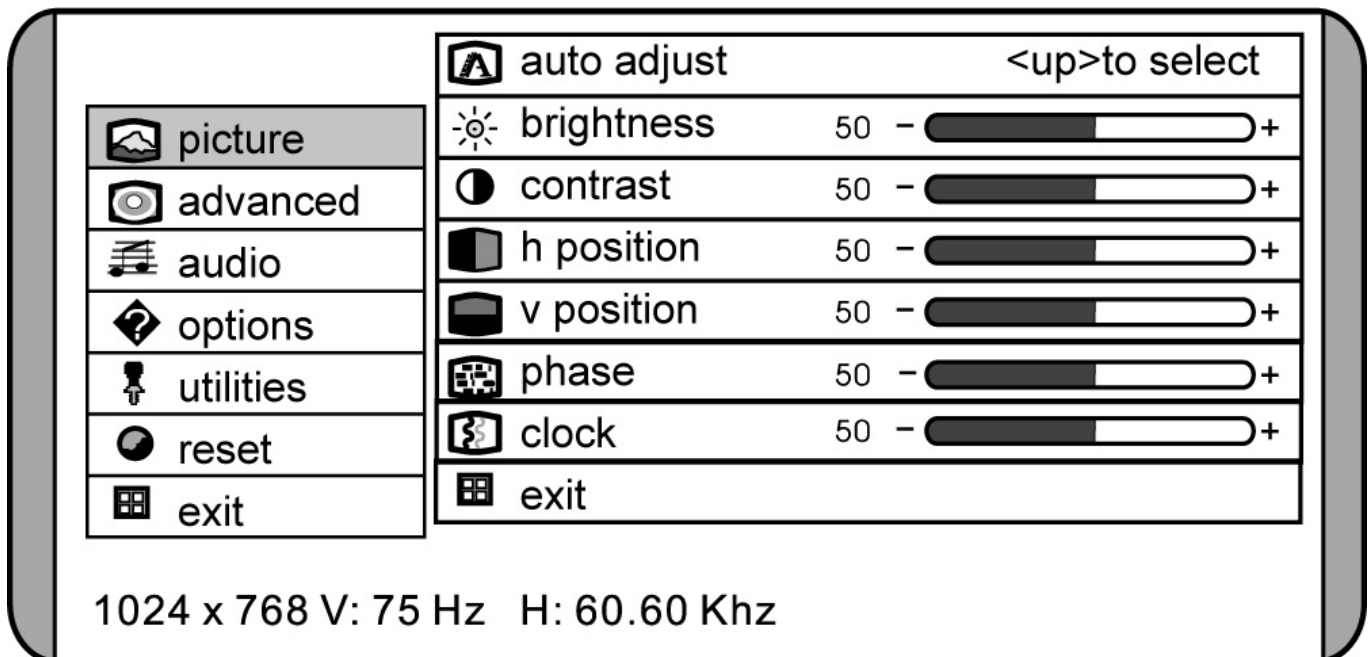 picture
advanced
audio
options
utilities
reset
exit
auto adjust <up>to select
brightness 50 - +
contrast 50 - +
h position 50 - +
v position 50 - +
phase 50 - +
clock 50 - +
exit
1024 x 768 V: 75 Hz H: 60.60 Khz